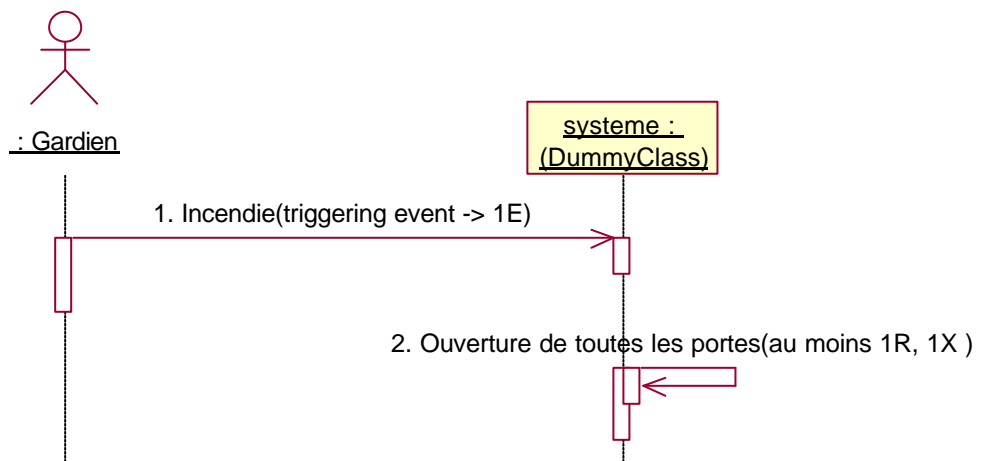 : Gardien
systeme :
(DummyClass)
1. Incendie(triggering event -> 1E)
2. Ouverture de toutes les portes(au moins 1R, 1X )